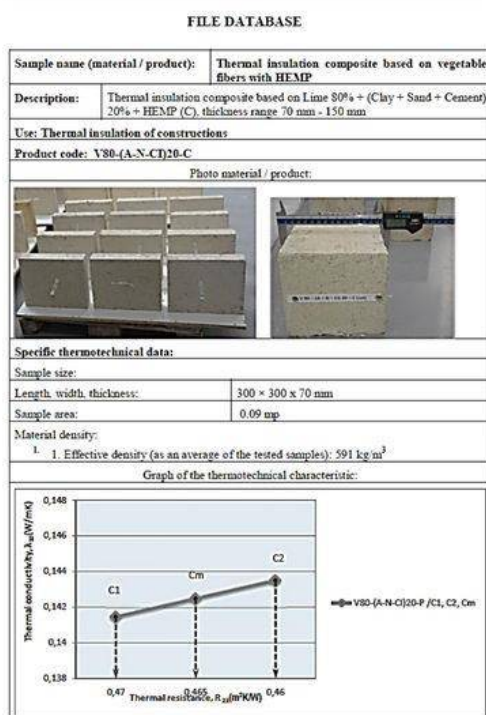 FILE DATABASE
Sample name (material / product):
Thermal insulation composite based on vegetable
fibers with HEMP
Description:
Thermal insulation composite based on Lime 80% + (Clay + Sand + Cement)
20% + HEMP (C), thickness range 70 mm - 150 mm
Use: Thermal insulation of constructions
Product code: V80-(A-N-CI)20-C
Photo material / product:
Specific thermotechnical data:
Sample size:
Length, width, thickness:
300 × 300 x 70 mm
Sample area:
0.09 mp
Material density:
1. 1. Effective density (as an average of the tested samples): 591 kg/m³
Graph of the thermotechnical characteristic:
Thermal conductivity, (W/mK)
0,148
0,146
0,144
0,142
0,14
0,138
C1
Cm
C2
0,47
0,465
0,46
Thermal resistance, (m²K/W)
V80-(A-N-CI)20-P /C1, C2, Cm